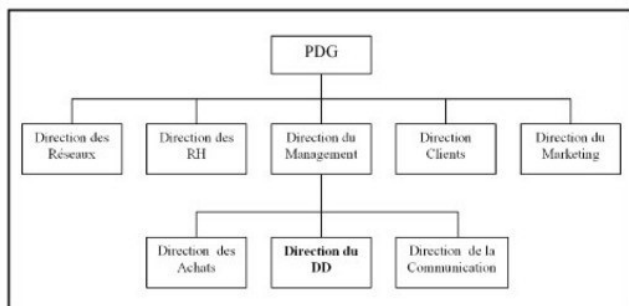 PDG
Direction des
Réseaux
Direction des
RH
Direction du
Management
Direction
Clients
Direction du
Marketing
Direction des
Achats
Direction du
DD
Direction de la
Communication